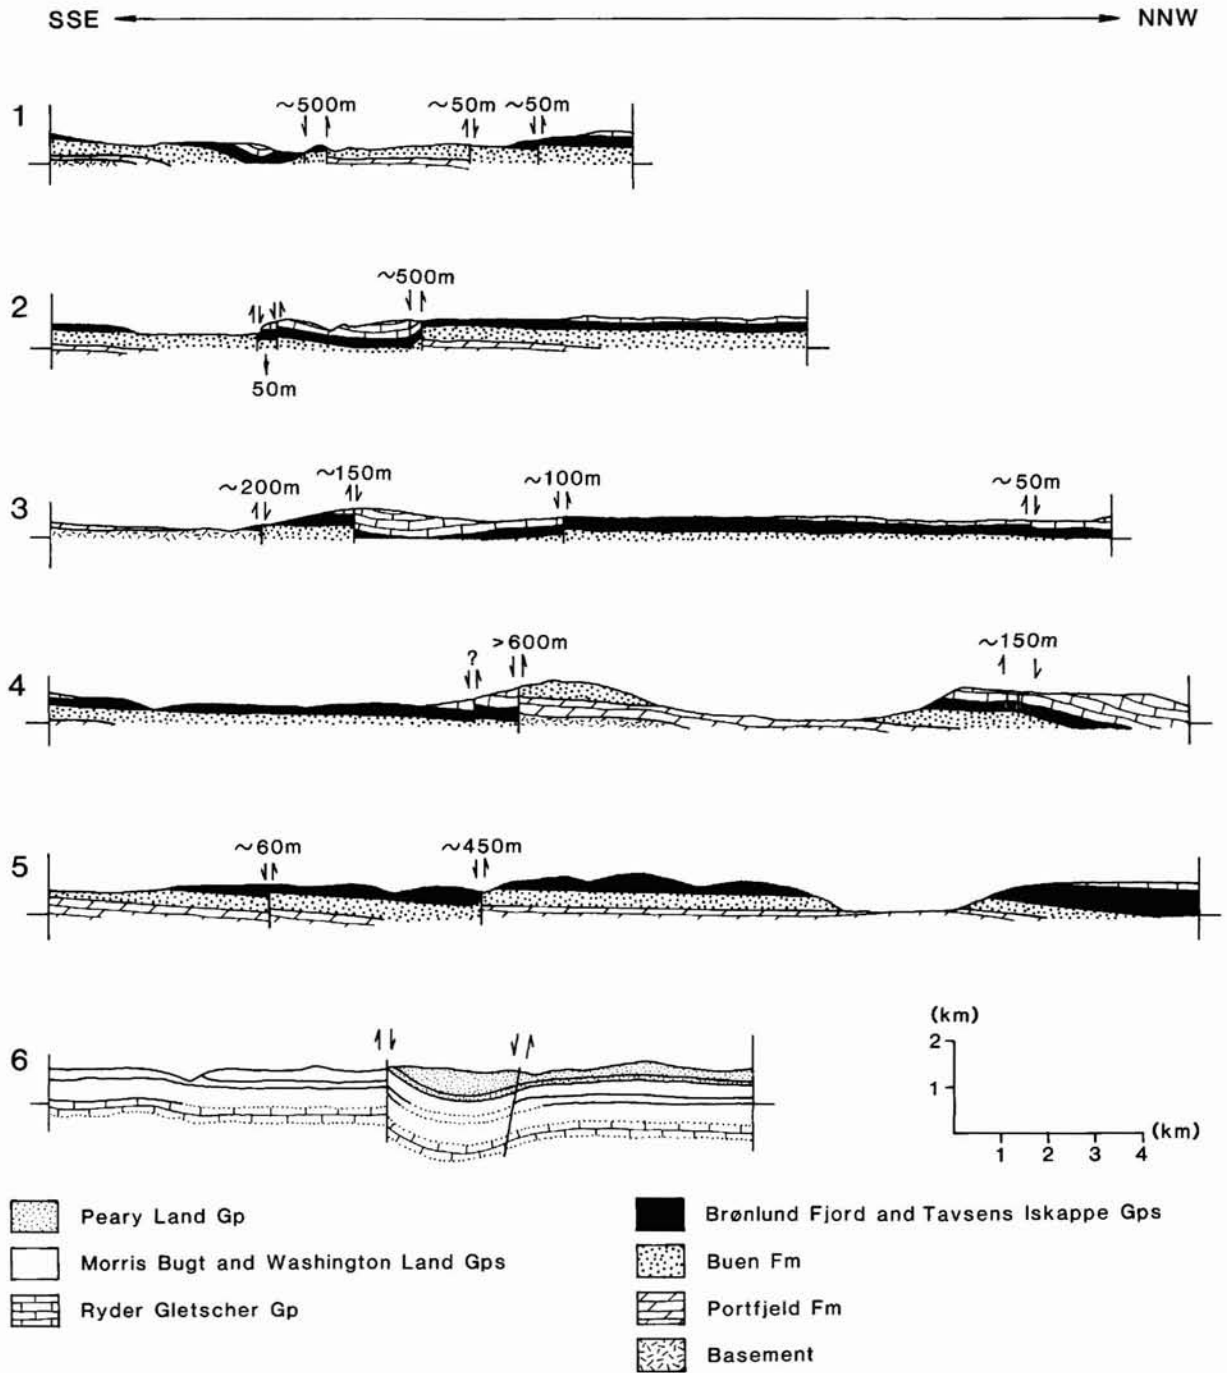 SSE NNW
1
~500m ~50m ~50m
2
~500m
50m
3
~200m ~150m ~100m ~50m
4
? >600m ~150m
5
~60m ~450m
6
(km)
2
1
1 2 3 4 (km)
Peary Land Gp
Morris Bugt and Washington Land Gps
Ryder Gletscher Gp
Brønlund Fjord and Tavsens Iskappe Gps
Buen Fm
Portfjeld Fm
Basement